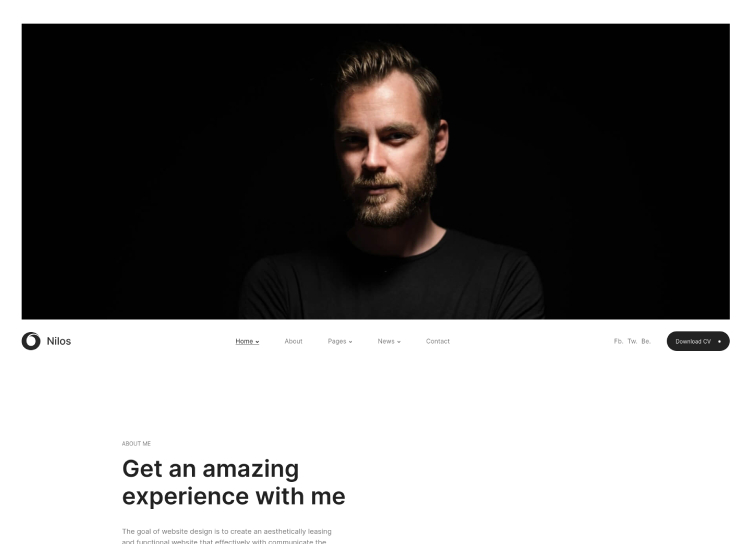 Nilos
Home
About
Pages
News
Contact
Fb. Tw. Be.
Download CV
ABOUT ME
Get an amazing
experience with me
The goal of website design is to create an aesthetically leasing
and functional website that effectively with communicate the